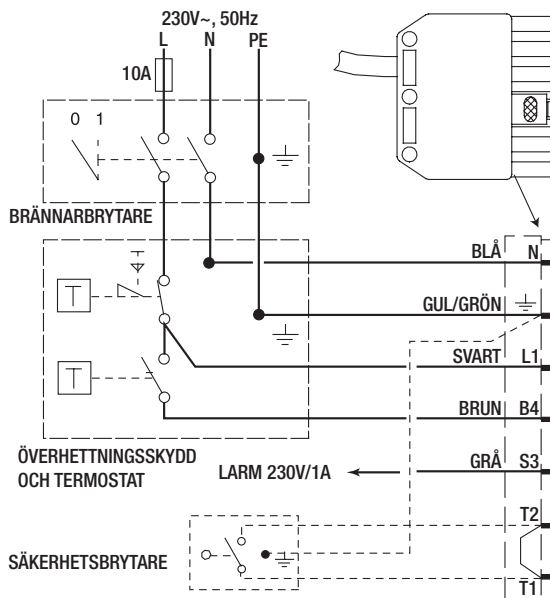 230V~, 50Hz
L N PE
10A
0 1
BRÄNNARBRYTARE
BLÅ N
T
GUL/GRÖN
SVART L1
T
BRUN B4
ÖVERHETTNINGSSKYDD
OCH TERMOSTAT
LARM 230V/1A
GRÅ S3
T2
SÄKERHETSBRYTARE
T1